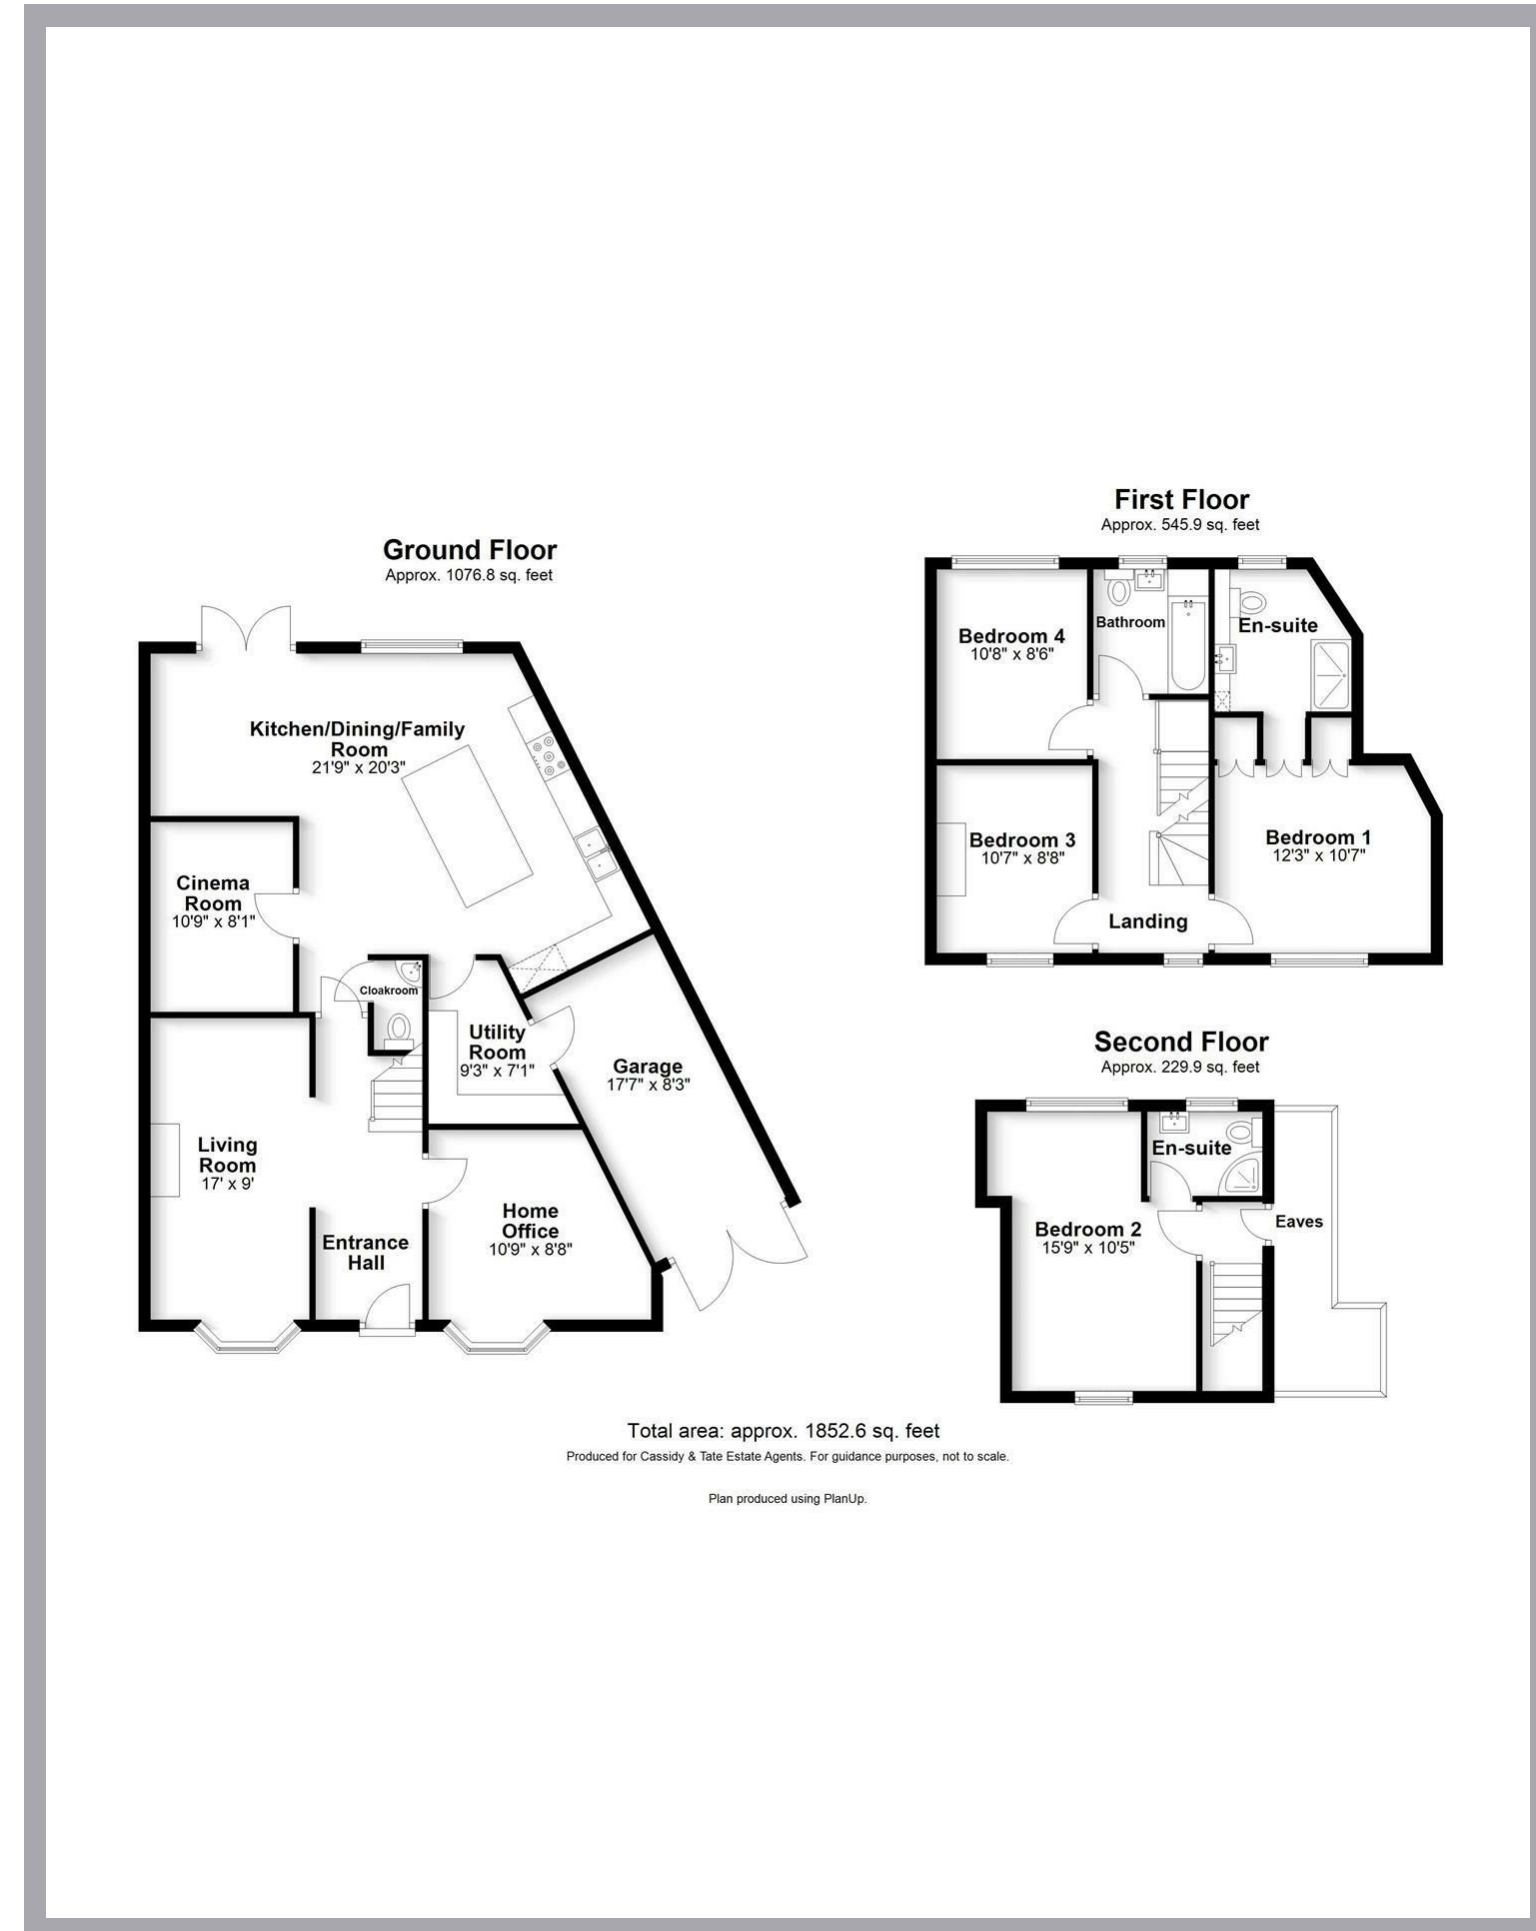 Ground Floor
Approx. 1076.8 sq. feet
Kitchen/Dining/Family
Room
21'9" x 20'3"
Cinema
Room
10'9" x 8'1"
Cloakroom
Utility
Room
9'3" x 7'1"
Garage
17'7" x 8'3"
Living
Room
17' x 9'
Home
Office
10'9" x 8'8"
Entrance
Hall
First Floor
Approx. 545.9 sq. feet
Bedroom 4
10'8" x 8'6"
Bathroom
En-suite
Bedroom 3
10'7" x 8'8"
Bedroom 1
12'3" x 10'7"
Landing
Second Floor
Approx. 229.9 sq. feet
En-suite
Bedroom 2
15'9" x 10'5"
Eaves
Total area: approx. 1852.6 sq. feet
Produced for Cassidy & Tate Estate Agents. For guidance purposes, not to scale.
Plan produced using PlanUp.